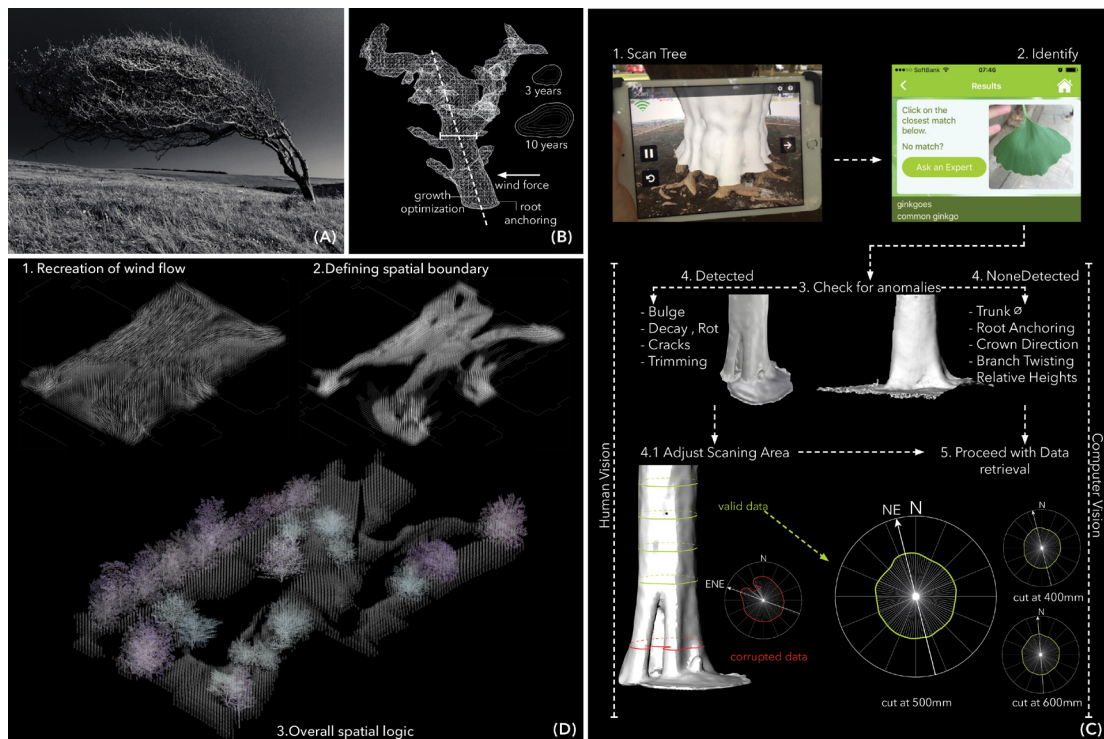 (A)
3 years
10 years
wind force
growth
optimization
root
anchoring
(B)
1. Recreation of wind flow
2.Defining spatial boundary
3.Overall spatial logic
(D)
1. Scan Tree
2. Identify
SoftBank
07:46
Results
Click on the
closest match
below.
No match?
Ask an Expert
ginkgoes
common ginkgo
4. Detected
4. NoneDetected
3. Check for anomalies
- Bulge
- Decay , Rot
- Cracks
- Trimming
- Trunk ⌀
- Root Anchoring
- Crown Direction
- Branch Twisting
- Relative Heights
4.1 Adjust Scaning Area
5. Proceed with Data
retrieval
Human Vision
Computer Vision
valid data
N
ENE
corrupted data
NE N
cut at 500mm
N
cut at 400mm
N
cut at 600mm
(C)